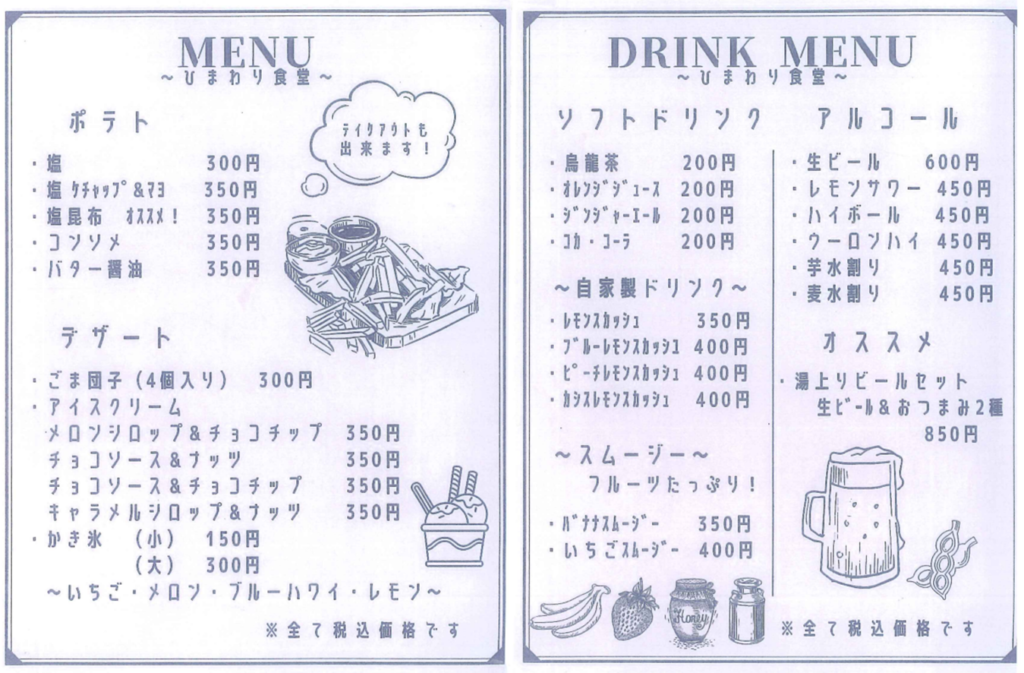 MENU
～ひまわり食堂～
テイクアウトも
出来ます！
ポテト
・塩 300円
・塩 ｹﾁｬｯﾌﾟ&ﾏﾖ 350円
・塩昆布 ｵｽｽﾒ！ 350円
・コンソメ 350円
・バター醤油 350円
デザート
・ごま団子（4個入り） 300円
・アイスクリーム
メロンシロップ&チョコチップ 350円
チョコソース&ナッツ 350円
チョコソース&チョコチップ 350円
キャラメルシロップ&ナッツ 350円
・かき氷 （小） 150円
（大） 300円
～いちご・メロン・ブルーハワイ・レモン～
※全て税込価格です
DRINK MENU
～ひまわり食堂～
ソフトドリンク
・烏龍茶 200円
・ｵﾚﾝｼﾞｼﾞｭｰｽ 200円
・ｼﾞﾝｼﾞｬｰｴｰﾙ 200円
・ｺｶ・ｺｰﾗ 200円
～自家製ドリンク～
・ﾚﾓﾝｽｶｯｼｭ 350円
・ﾌﾞﾙｰﾚﾓﾝｽｶｯｼｭ 400円
・ﾋﾟｰﾁﾚﾓﾝｽｶｯｼｭ 400円
・ｶｼｽﾚﾓﾝｽｶｯｼｭ 400円
～スムージー～
フルーツたっぷり！
・ﾊﾞﾅﾅｽﾑｰｼﾞｰ 350円
・いちごｽﾑｰｼﾞｰ 400円
Honey
アルコール
・生ビール 600円
・レモンサワー 450円
・ハイボール 450円
・ウーロンハイ 450円
・芋水割り 450円
・麦水割り 450円
オススメ
・湯上りビールセット
生ﾋﾞｰﾙ&おつまみ2種
850円
※全て税込価格です